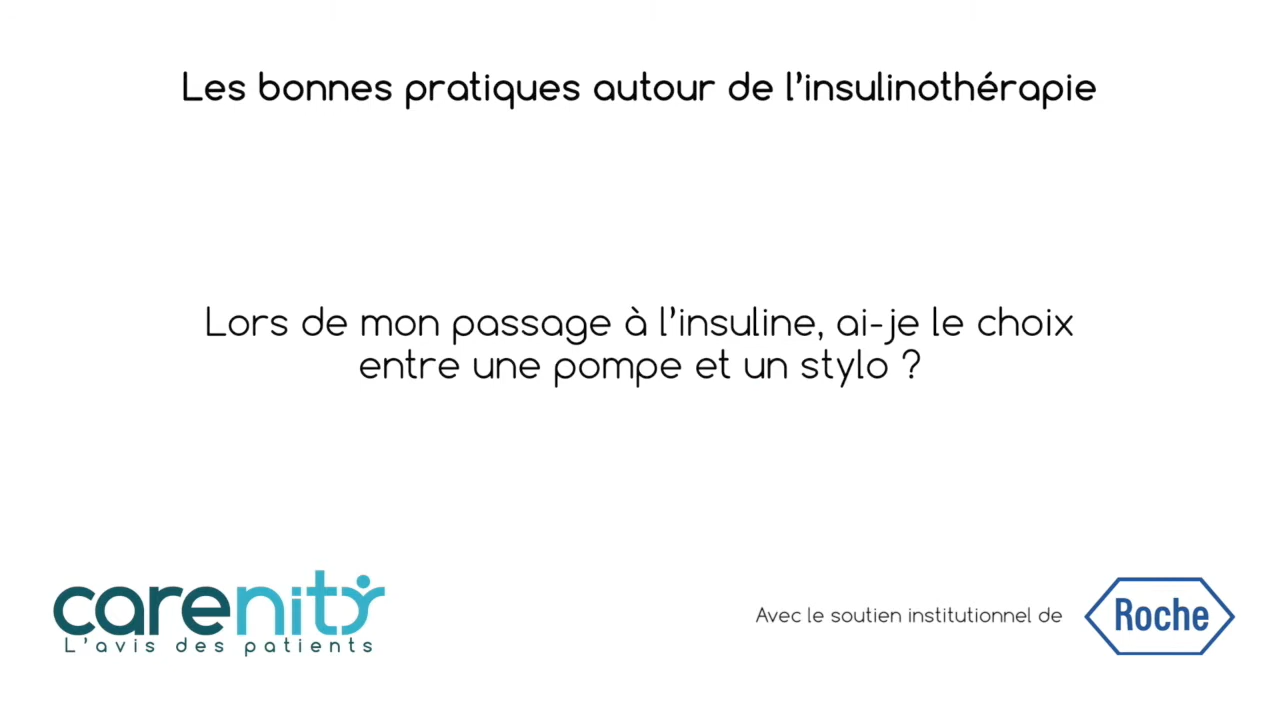 Les bonnes pratiques autour de l'insulinothérapie
Lors de mon passage à l'insuline, ai-je le choix
entre une pompe et un stylo ?
carenity
L'avis des patients
Avec le soutien institutionnel de
Roche